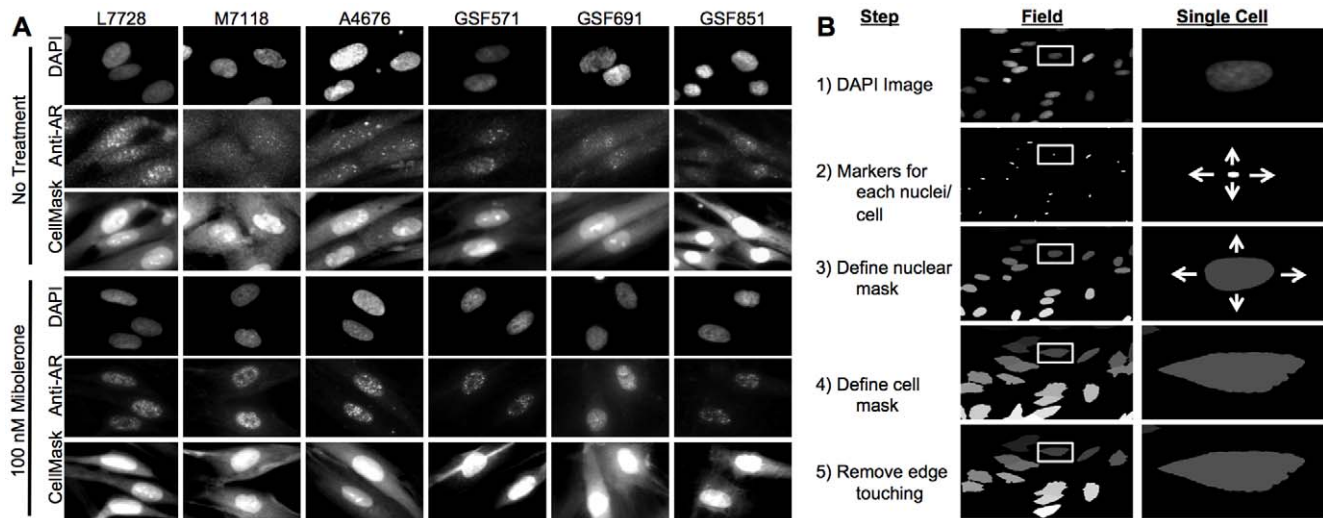 A
L7728 M7118 A4676 GSF571 GSF691 GSF851
No Treatment
DAPI
Anti-AR
CellMask
100 nM Mibolerone
DAPI
Anti-AR
CellMask
B
Step Field Single Cell
1) DAPI Image
2) Markers for
each nuclei/
cell
3) Define nuclear
mask
4) Define cell
mask
5) Remove edge
touching